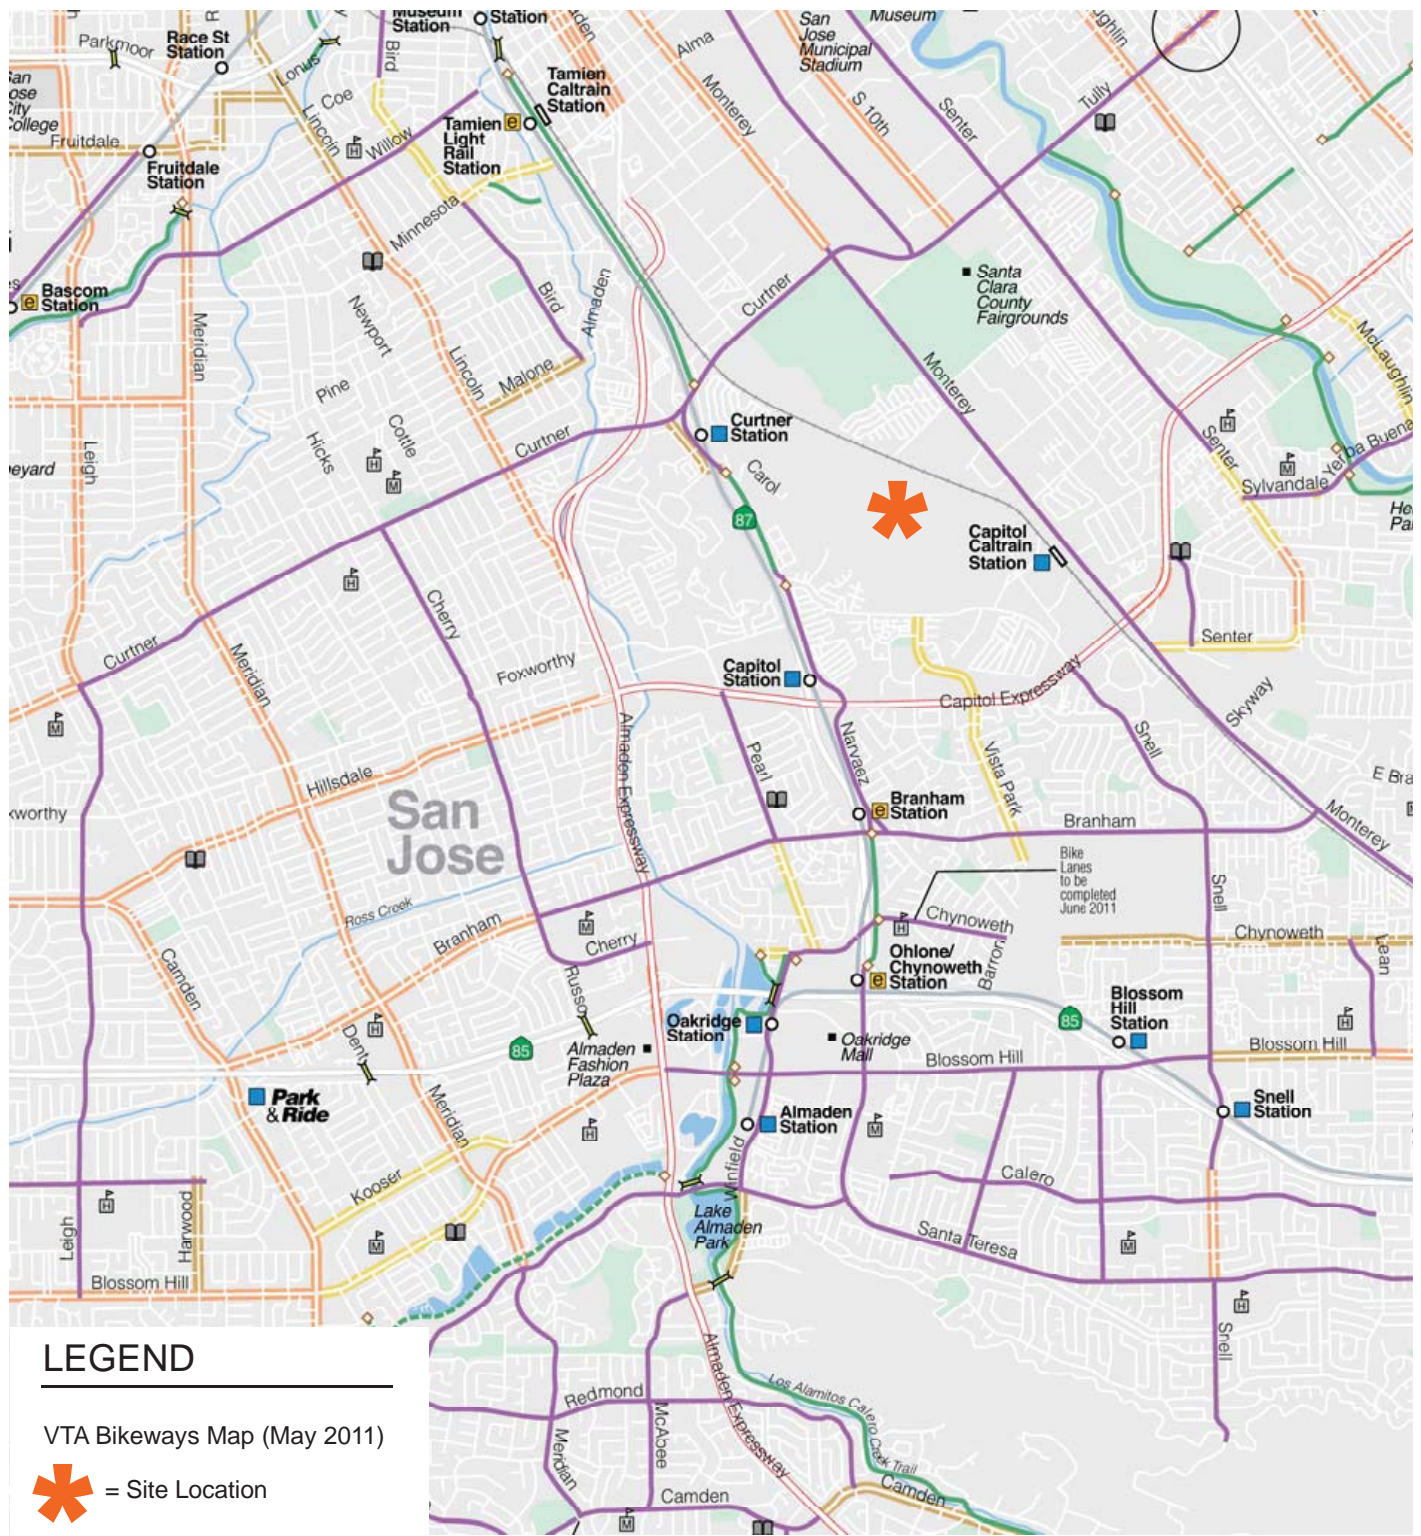 Museum
Station
Station
Race St
Station
Parkmoor
San
Jose
City
College
Fruitdale
Fruitdale
Station
Lonus
Coe
Lincoln
Willow
Bird
Tamien
Caltrain
Station
Tamien
Light
Rail
Station
Alma
Monterey
S 10th
San
Jose
Municipal
Stadium
Museum
Senter
Tully
Minnesota
Bascom
Station
Meridian
Newport
Lincoln
Bird
Almaden
Malone
Pine
Hicks
Cottle
Leigh
Curtner
Curtner
Santa
Clara
County
Fairgrounds
Monterey
McLaughlin
Senter
Yerba Buena
Sylvandale
Curtner
Station
Carol
87
Capitol
Caltrain
Station
Senter
Cherry
Curtner
Meridian
Foxworthy
Capitol
Station
Capitol Expressway
Skyway
Snell
Almaden Expressway
Pearl
Narvaez
Vista Park
Hillsdale
San
Jose
Branham
Station
Branham
Monterey
E Bra
Bike
Lanes
to be
completed
June 2011
Snell
Ross Creek
Branham
Cherry
Chynoweth
Chynoweth
Lean
Camden
Russo
Ohlone/
Chynoweth
Station
Barron
Blossom
Hill
Station
85
Oakridge
Station
Oakridge
Mall
Blossom Hill
Blossom Hill
Dent
85
Almaden
Fashion
Plaza
Park
& Ride
Meridian
Almaden
Station
Snell
Station
Kooser
Winfield
Calero
Lake
Almaden
Park
Santa Teresa
Leigh
Harwood
Blossom Hill
Snell
Almaden Expressway
Los Alamitos Calero Creek Trail
Redmond
McAbee
Meridian
Camden
Camden
LEGEND
VTA Bikeways Map (May 2011)
= Site Location